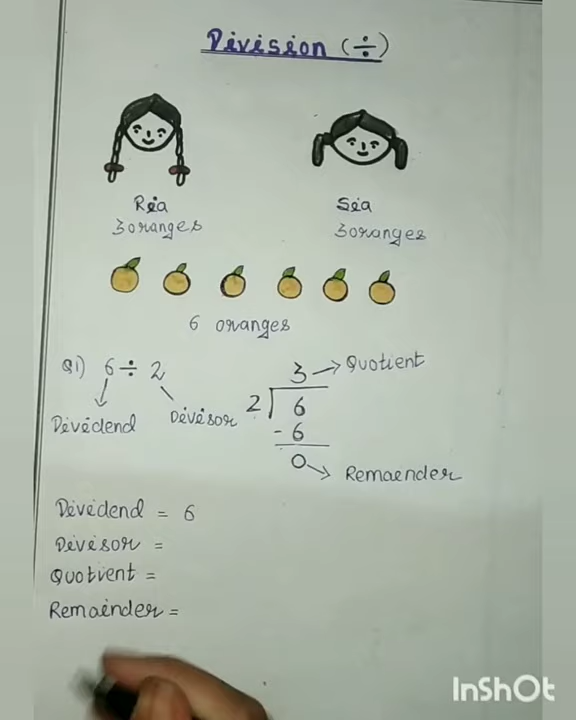 Division (÷)
Ria
Sia
3 oranges
3 oranges
6 oranges
Q1) 6 ÷ 2
Dividend
Divisor
3 → Quotient
2 6
- 6
0 → Remainder
Dividend = 6
Divisor =
Quotient =
Remainder =
InShOt